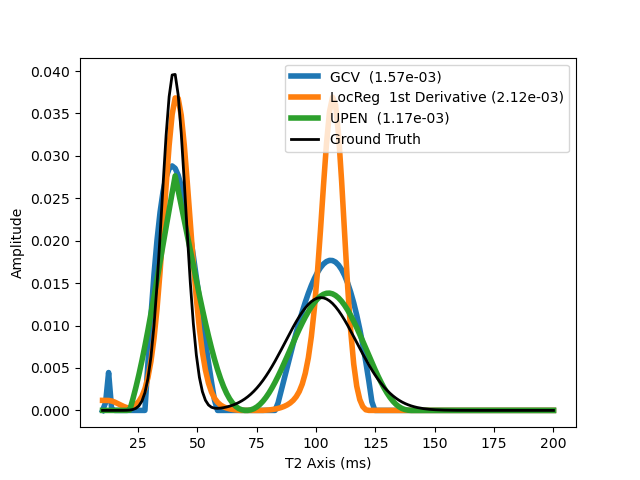 0.040
0.035
0.030
0.025
0.020
0.015
0.010
0.005
0.000
Amplitude
GCV  (1.57e-03)
LocReg  1st Derivative (2.12e-03)
UPEN  (1.17e-03)
Ground Truth
25 50 75 100 125 150 175 200
T2 Axis (ms)